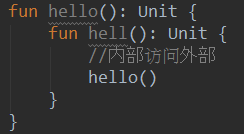 fun hello(): Unit {
    fun hell(): Unit {
        //内部访问外部
        hello()
    }
}